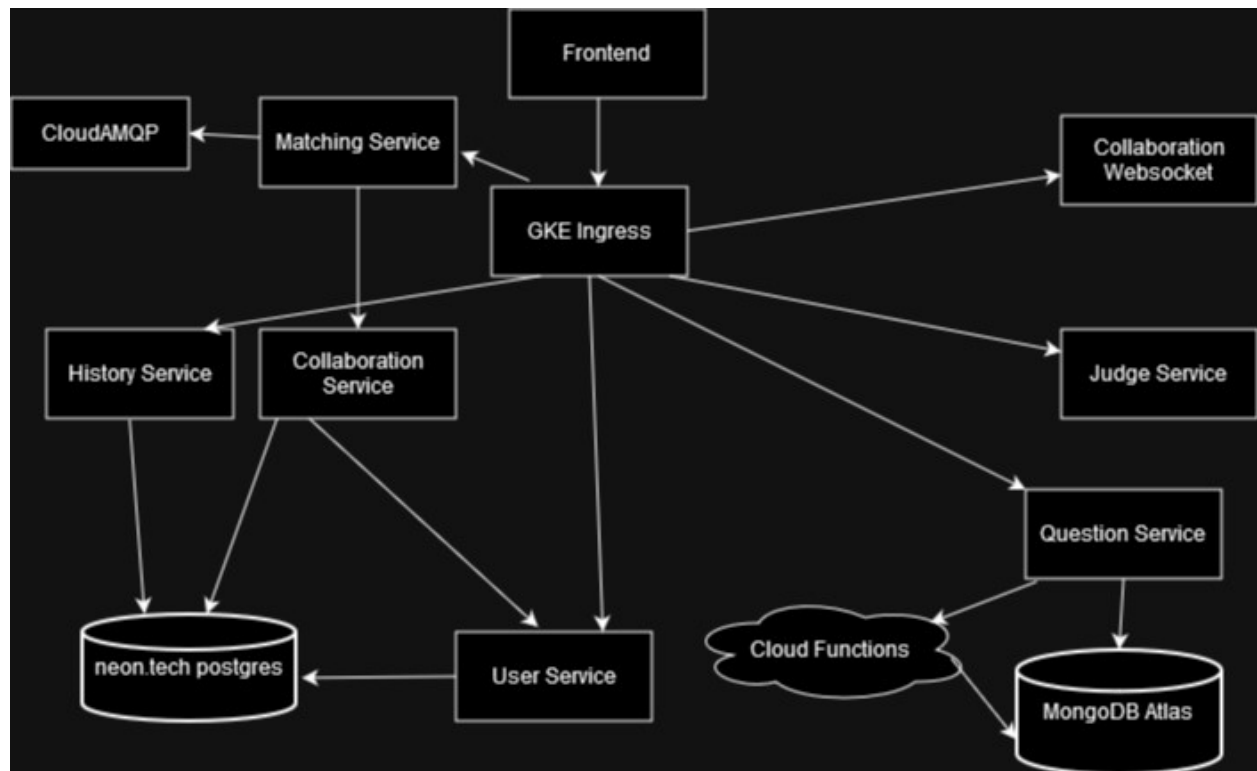 Frontend
CloudAMQP
Matching Service
Collaboration
Websocket
GKE Ingress
History Service
Collaboration
Service
Judge Service
Question Service
neon.tech postgres
User Service
Cloud Functions
MongoDB Atlas